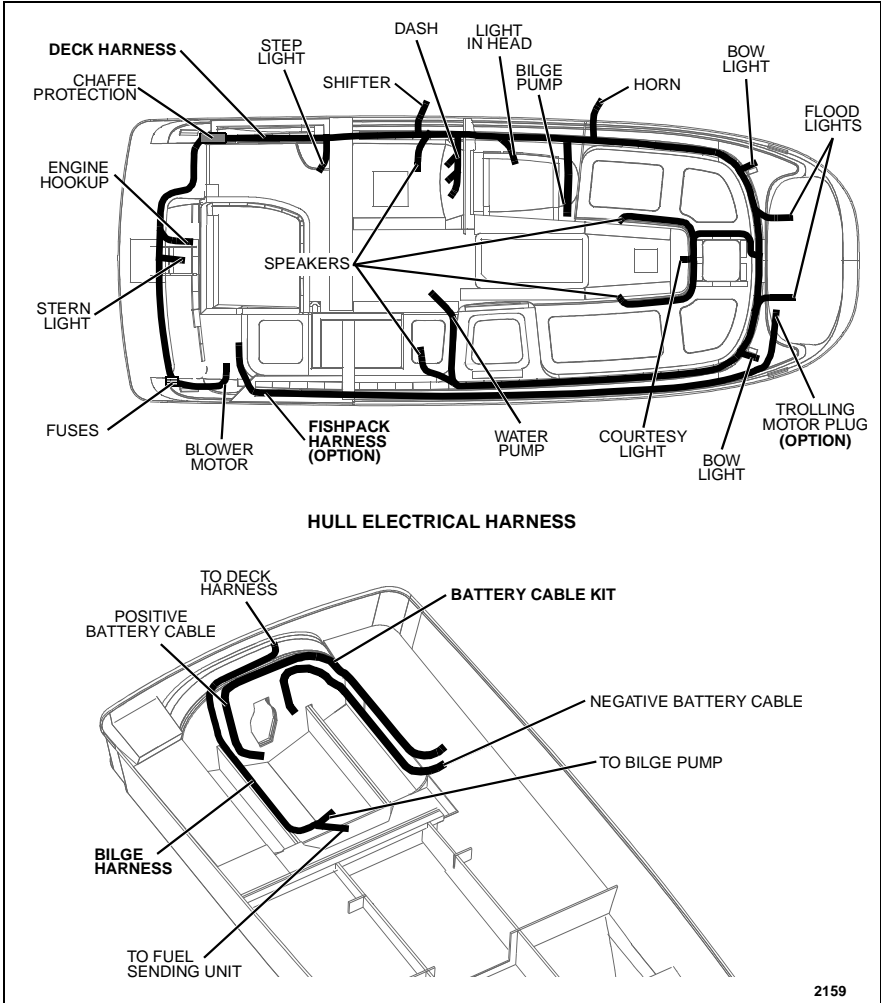 DECK HARNESS
CHAFFE
PROTECTION
STEP
LIGHT
SHIFTER
DASH
LIGHT
IN HEAD
BILGE
PUMP
HORN
BOW
LIGHT
FLOOD
LIGHTS
ENGINE
HOOKUP
SPEAKERS
STERN
LIGHT
FUSES
BLOWER
MOTOR
FISHPACK
HARNESS
(OPTION)
WATER
PUMP
COURTESY
LIGHT
BOW
LIGHT
TROLLING
MOTOR PLUG
(OPTION)
HULL ELECTRICAL HARNESS
TO DECK
HARNESS
POSITIVE
BATTERY CABLE
BATTERY CABLE KIT
NEGATIVE BATTERY CABLE
TO BILGE PUMP
BILGE
HARNESS
TO FUEL
SENDING UNIT
2159